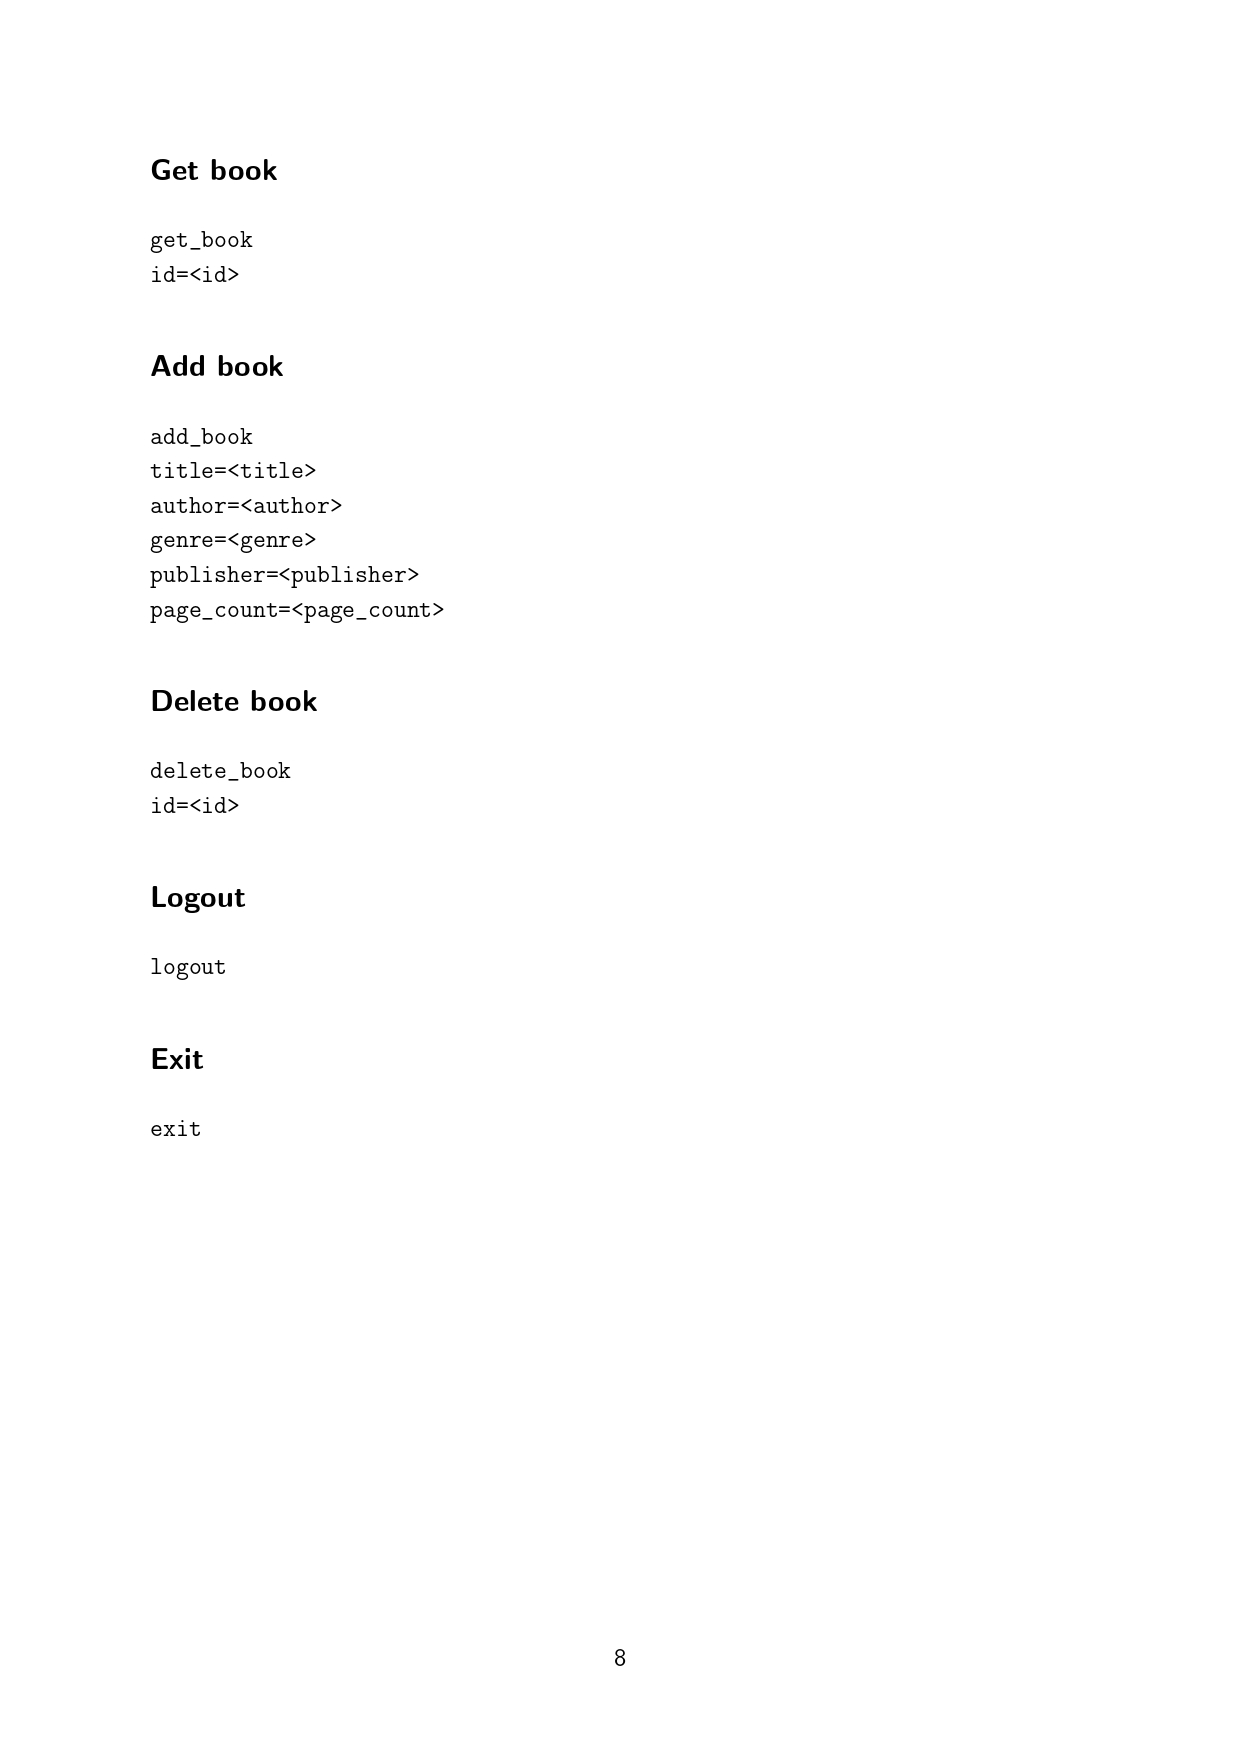 Get book
get_book
id=<id>
Add book
add_book
title=<title>
author=<author>
genre=<genre>
publisher=<publisher>
page_count=<page_count>
Delete book
delete_book
id=<id>
Logout
logout
Exit
exit
8